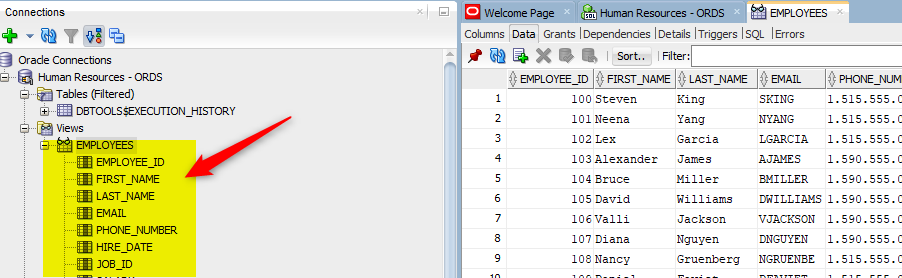 Connections
Oracle Connections
Human Resources - ORDS
Tables (Filtered)
DBTOOLS$EXECUTION_HISTORY
Views
EMPLOYEES
EMPLOYEE_ID
FIRST_NAME
LAST_NAME
EMAIL
PHONE_NUMBER
HIRE_DATE
JOB_ID
Welcome Page Human Resources - ORDS EMPLOYEES
Columns Data Grants Dependencies Details Triggers SQL Errors
Sort.. Filter:
EMPLOYEE_ID FIRST_NAME LAST_NAME EMAIL PHONE_NUM
1 100 Steven King SKING 1.515.555.0
2 101 Neena Yang NYANG 1.515.555.0
3 102 Lex Garcia LGARCIA 1.515.555.0
4 103 Alexander James AJAMES 1.590.555.0
5 104 Bruce Miller BMILLER 1.590.555.0
6 105 David Williams DWILLIAMS 1.590.555.0
7 106 Valli Jackson VJACKSON 1.590.555.0
8 107 Diana Nguyen DNGUYEN 1.590.555.0
9 108 Nancy Gruenberg NGRUENBE 1.515.555.0